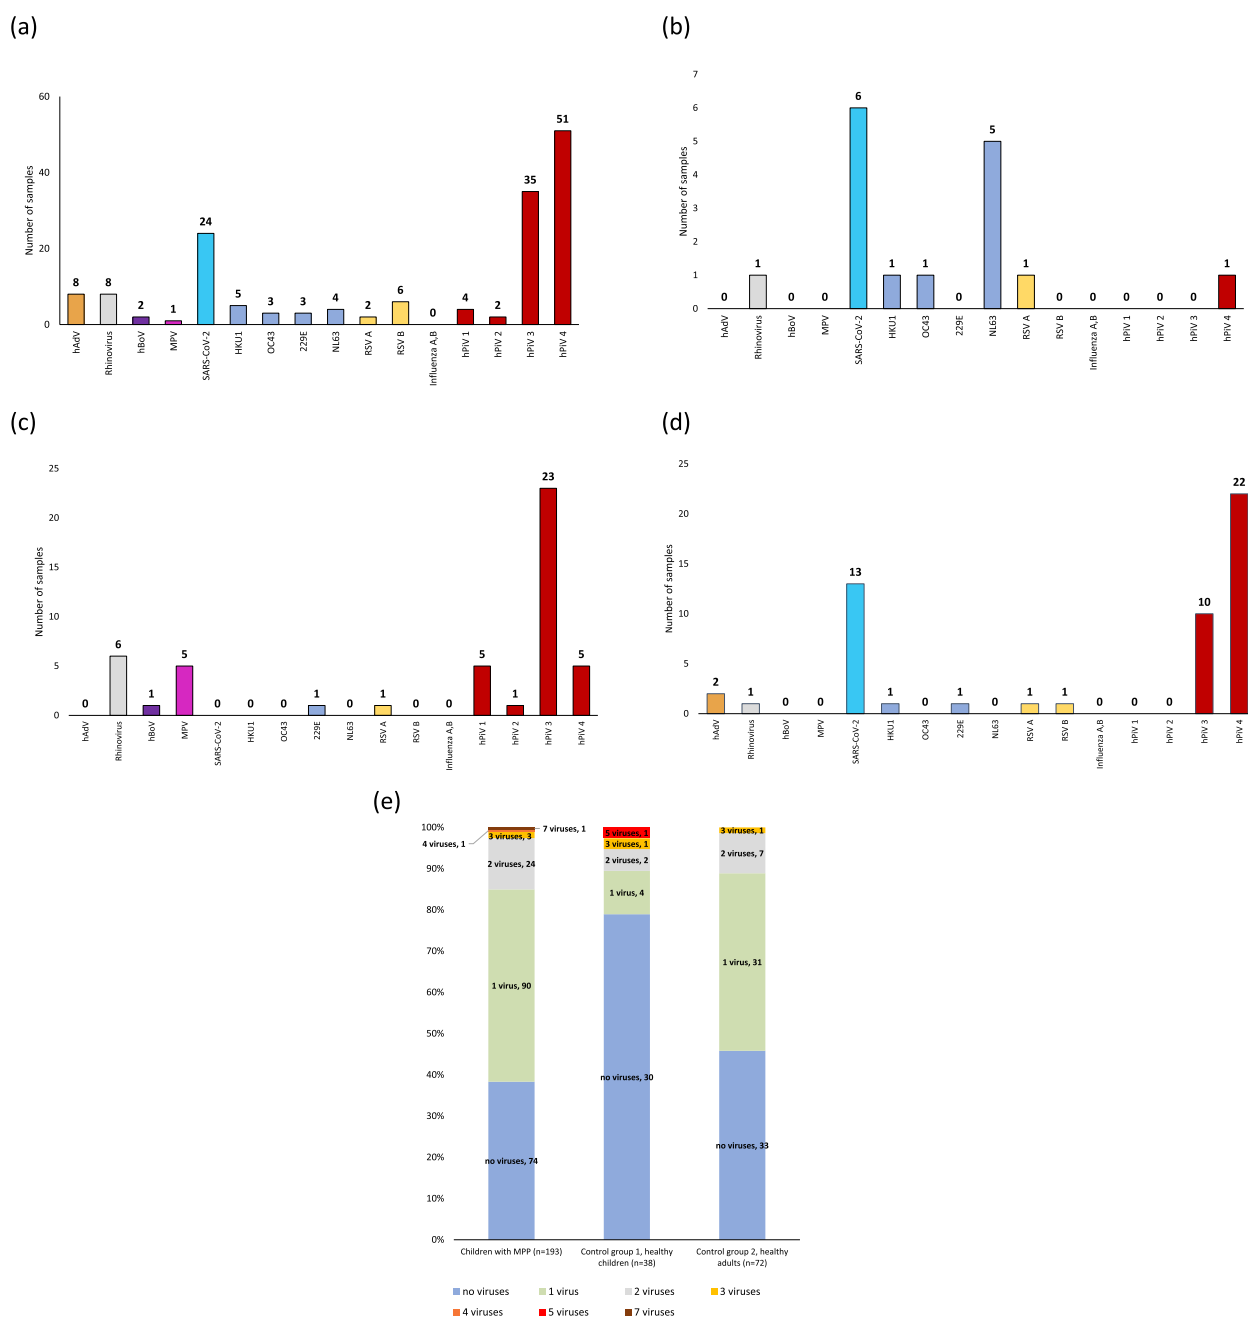 (a)
60
40
20
0
Number of samples
8
8
2
1
24
5
3
3
4
2
6
0
4
2
35
51
hAdV
Rhinovirus
hBoV
MPV
SARS-CoV-2
HKU1
OC43
229E
NL63
RSV A
RSV B
Influenza A,B
hPiV 1
hPiV 2
hPiV 3
hPiV 4
(b)
7
6
5
4
3
2
1
0
Number of samples
0
1
0
0
6
1
1
0
5
1
0
0
0
0
0
1
hAdV
Rhinovirus
hBoV
MPV
SARS-CoV-2
HKU1
OC43
229E
NL63
RSV A
RSV B
Influenza A,B
hPiV 1
hPiV 2
hPiV 3
hPiV 4
(c)
25
20
15
10
5
0
Number of samples
0
6
1
5
0
0
0
1
0
1
0
0
5
1
23
5
hAdV
Rhinovirus
hBoV
MPV
SARS-CoV-2
HKU1
OC43
229E
NL63
RSV A
RSV B
Influenza A,B
hPiV 1
hPiV 2
hPiV 3
hPiV 4
(d)
25
20
15
10
5
0
Number of samples
2
1
0
0
13
1
0
1
0
1
1
0
0
0
10
22
hAdV
Rhinovirus
hBoV
MPV
SARS-CoV-2
HKU1
OC43
229E
NL63
RSV A
RSV B
Influenza A,B
hPiV 1
hPiV 2
hPiV 3
hPiV 4
(e)
100%
90%
80%
70%
60%
50%
40%
30%
20%
10%
0%
7 viruses, 1
4 viruses, 1
3 viruses, 3
2 viruses, 24
1 virus, 90
no viruses, 74
5 viruses, 1
3 viruses, 1
2 viruses, 2
1 virus, 4
no viruses, 30
3 viruses, 1
2 viruses, 7
1 virus, 31
no viruses, 33
Children with MPP (n=193)
Control group 1, healthy
children (n=38)
Control group 2, healthy
adults (n=72)
no viruses
1 virus
2 viruses
3 viruses
4 viruses
5 viruses
7 viruses